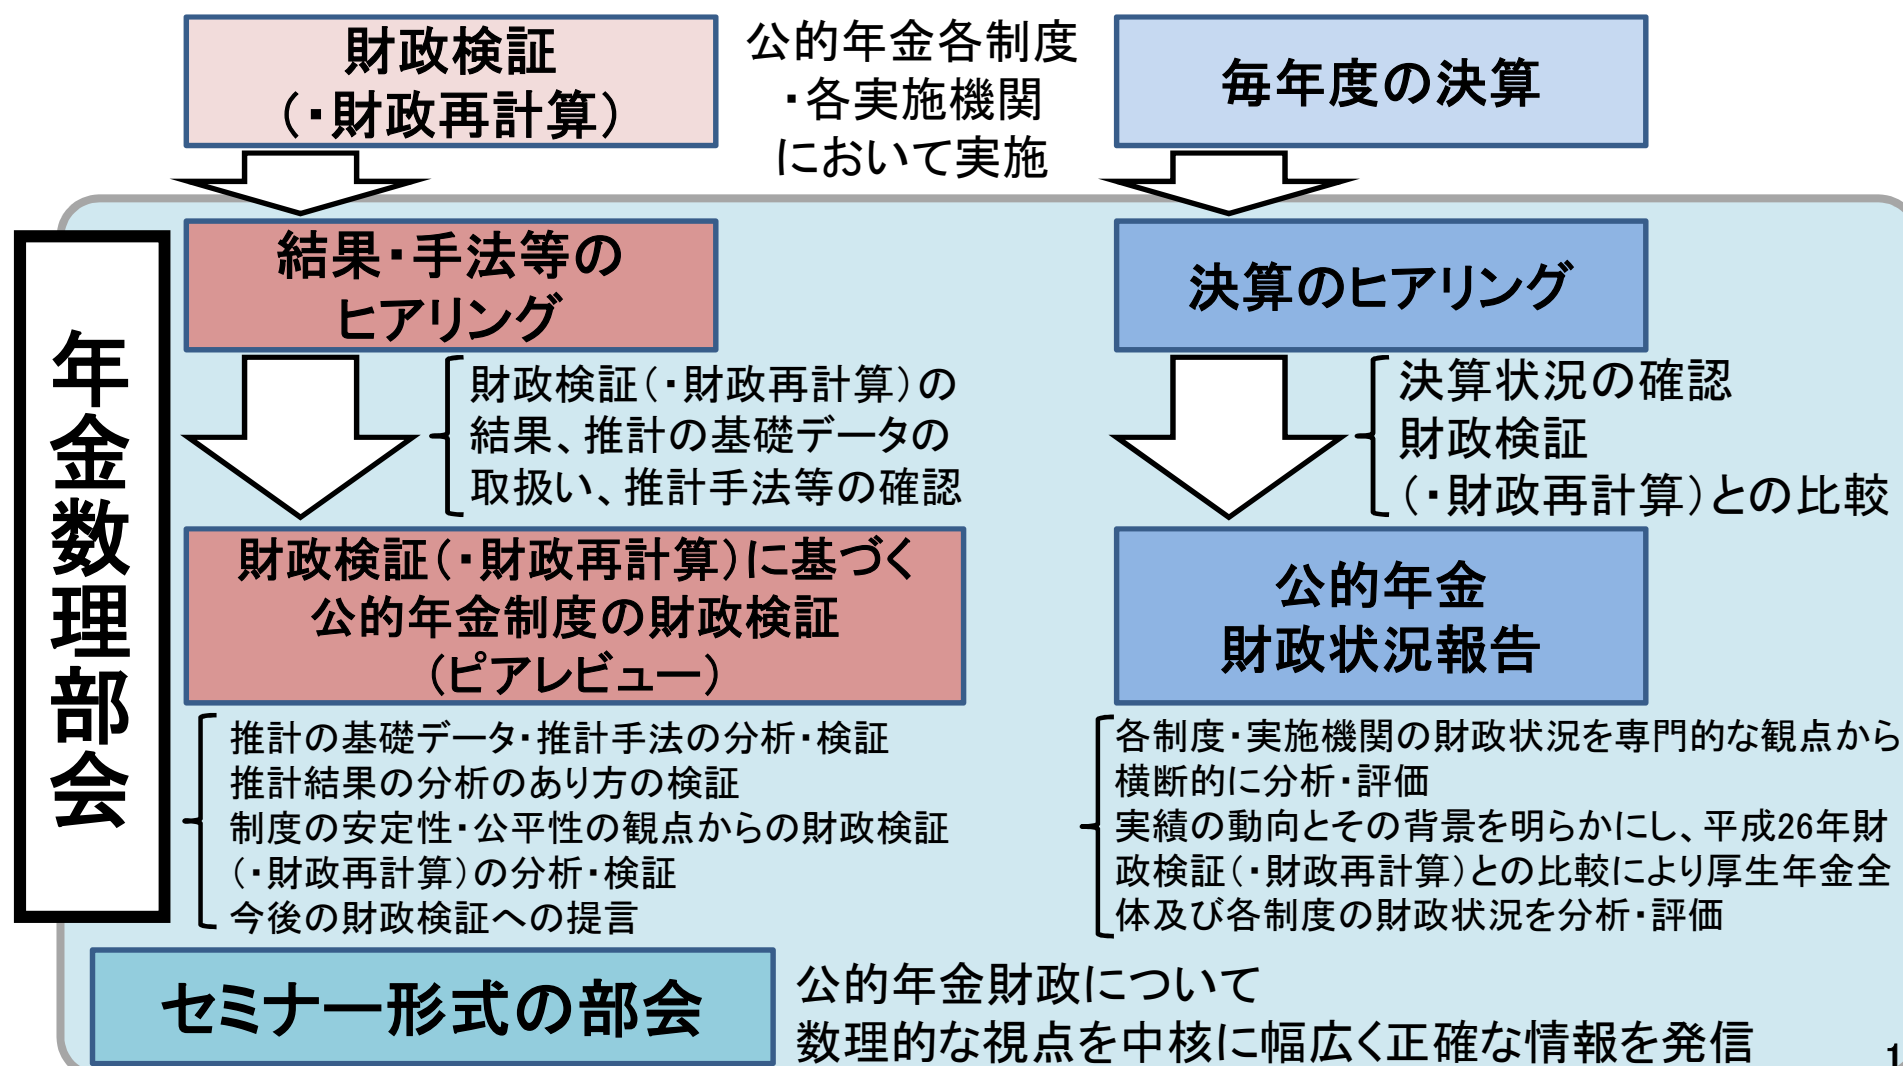 財政検証
(・財政再計算)
公的年金各制度
・各実施機関
において実施
毎年度の決算
年金数理部会
結果・手法等の
ヒアリング
財政検証(・財政再計算)の
結果、推計の基礎データの
取扱い、推計手法等の確認
財政検証(・財政再計算)に基づく
公的年金制度の財政検証
(ピアレビュー)
推計の基礎データ・推計手法の分析・検証
推計結果の分析のあり方の検証
制度の安定性・公平性の観点からの財政検証
(・財政再計算)の分析・検証
今後の財政検証への提言
決算のヒアリング
決算状況の確認
財政検証
(・財政再計算)との比較
公的年金
財政状況報告
各制度・実施機関の財政状況を専門的な観点から
横断的に分析・評価
実績の動向とその背景を明らかにし、平成26年財
政検証(・財政再計算)との比較により厚生年金全
体及び各制度の財政状況を分析・評価
セミナー形式の部会
公的年金財政について
数理的な視点を中核に幅広く正確な情報を発信
1